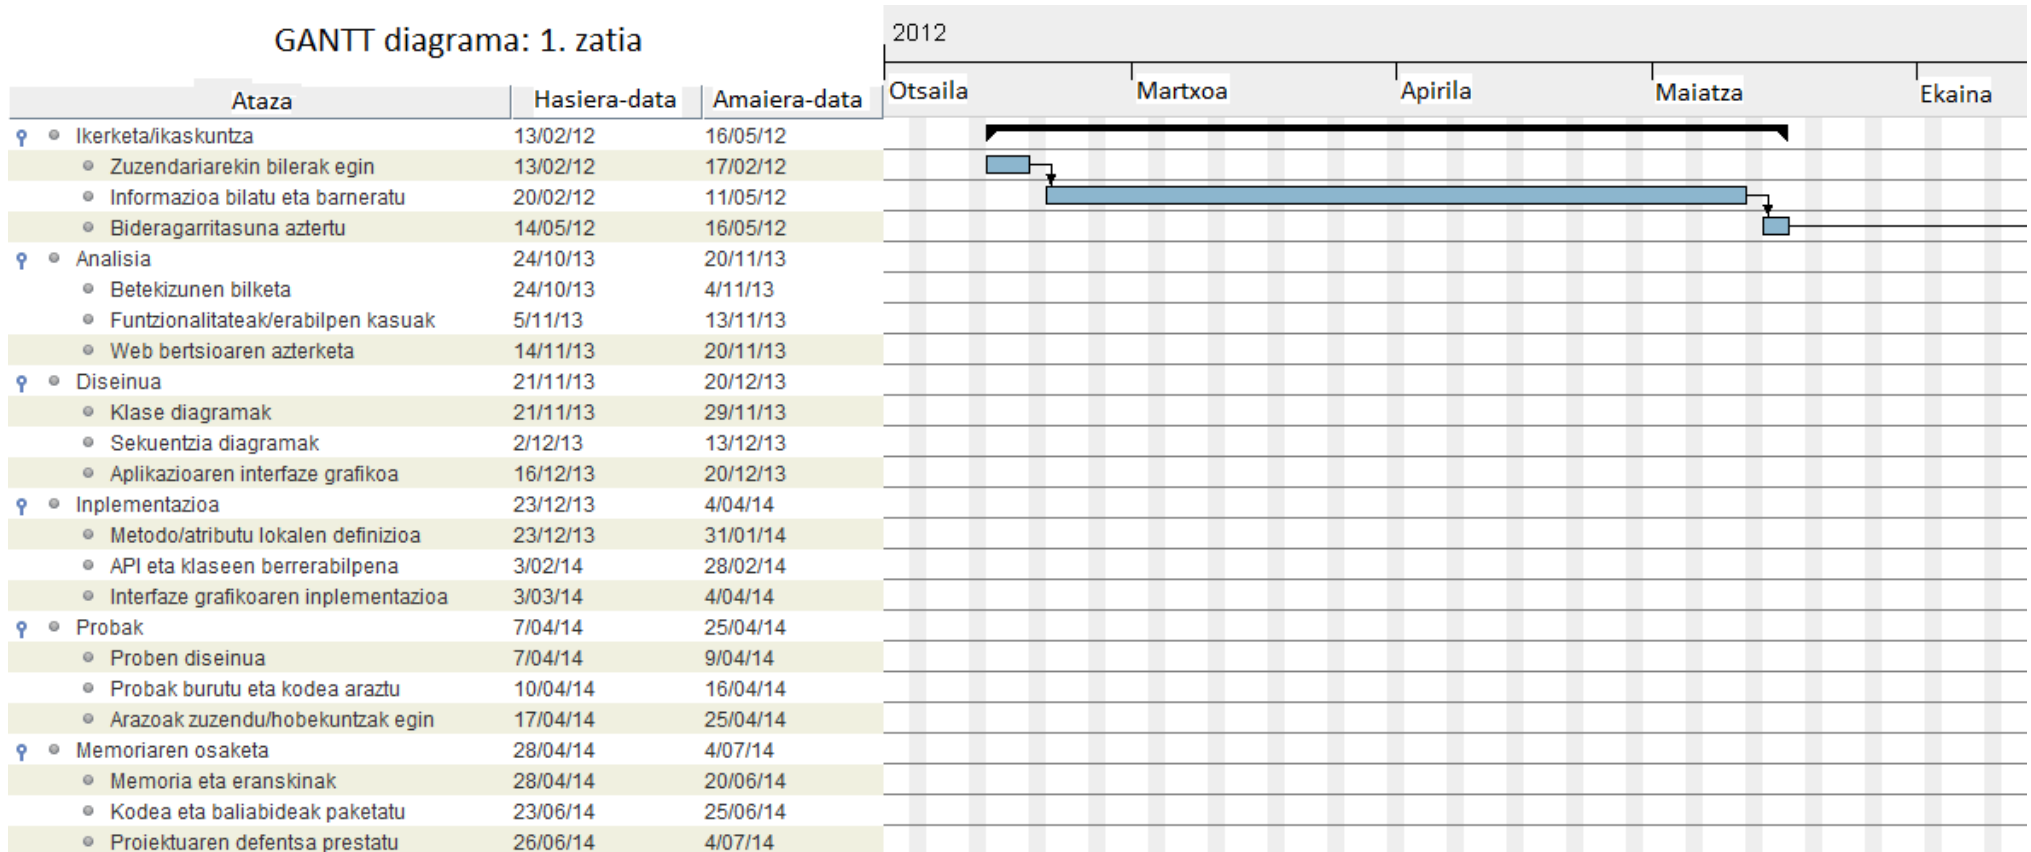 GANTT diagrama: 1. zatia
2012
Otsaila Martxoa Apirila Maiatza Ekaina
Ataza Hasiera-data Amaiera-data
Ikerketa/ikaskuntza 13/02/12 16/05/12
Zuzendariarekin bilerak egin 13/02/12 17/02/12
Informazioa bilatu eta barneratu 20/02/12 11/05/12
Bideragarritasuna aztertu 14/05/12 16/05/12
Analisia 24/10/13 20/11/13
Betekizunen bilketa 24/10/13 4/11/13
Funtzionalitateak/erabilpen kasuak 5/11/13 13/11/13
Web bertsioaren azterketa 14/11/13 20/11/13
Diseinua 21/11/13 20/12/13
Klase diagramak 21/11/13 29/11/13
Sekuentzia diagramak 2/12/13 13/12/13
Aplikazioaren interfaze grafikoa 16/12/13 20/12/13
Inplementazioa 23/12/13 4/04/14
Metodo/atributu lokalen definizioa 23/12/13 31/01/14
API eta klaseen berrerabilpena 3/02/14 28/02/14
Interfaze grafikoaren inplementazioa 3/03/14 4/04/14
Probak 7/04/14 25/04/14
Proben diseinua 7/04/14 9/04/14
Probak burutu eta kodea araztu 10/04/14 16/04/14
Arazoak zuzendu/hobekuntzak egin 17/04/14 25/04/14
Memoriaren osaketa 28/04/14 4/07/14
Memoria eta eranskinak 28/04/14 20/06/14
Kodea eta baliabideak paketatu 23/06/14 25/06/14
Proiektuaren defentsa prestatu 26/06/14 4/07/14